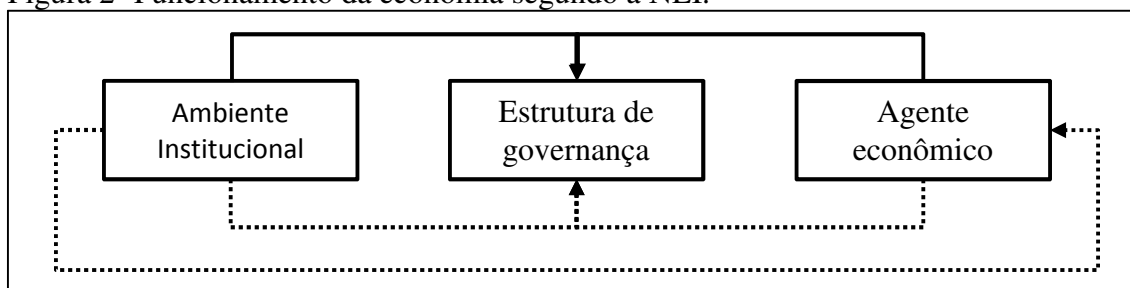 Figura 2- Funcionamento da economia segundo a NEI.
Ambiente
Institucional
Estrutura de
governança
Agente
econômico